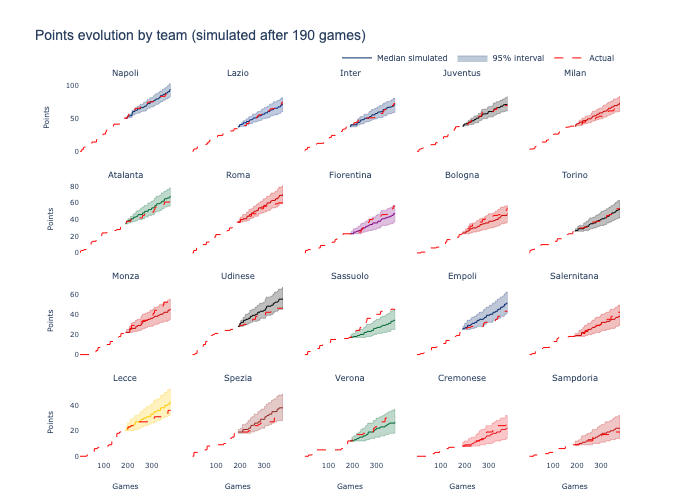 Points evolution by team (simulated after 190 games)
Median simulated 95% interval Actual
Napoli Lazio Inter Juventus Milan
100
50
0
Points
Atalanta Roma Fiorentina Bologna Torino
80
60
40
20
0
Points
Monza Udinese Sassuolo Empoli Salernitana
60
40
20
0
Points
Lecce Spezia Verona Cremonese Sampdoria
40
20
0
Points
100 200 300 100 200 300 100 200 300 100 200 300 100 200 300
Games Games Games Games Games